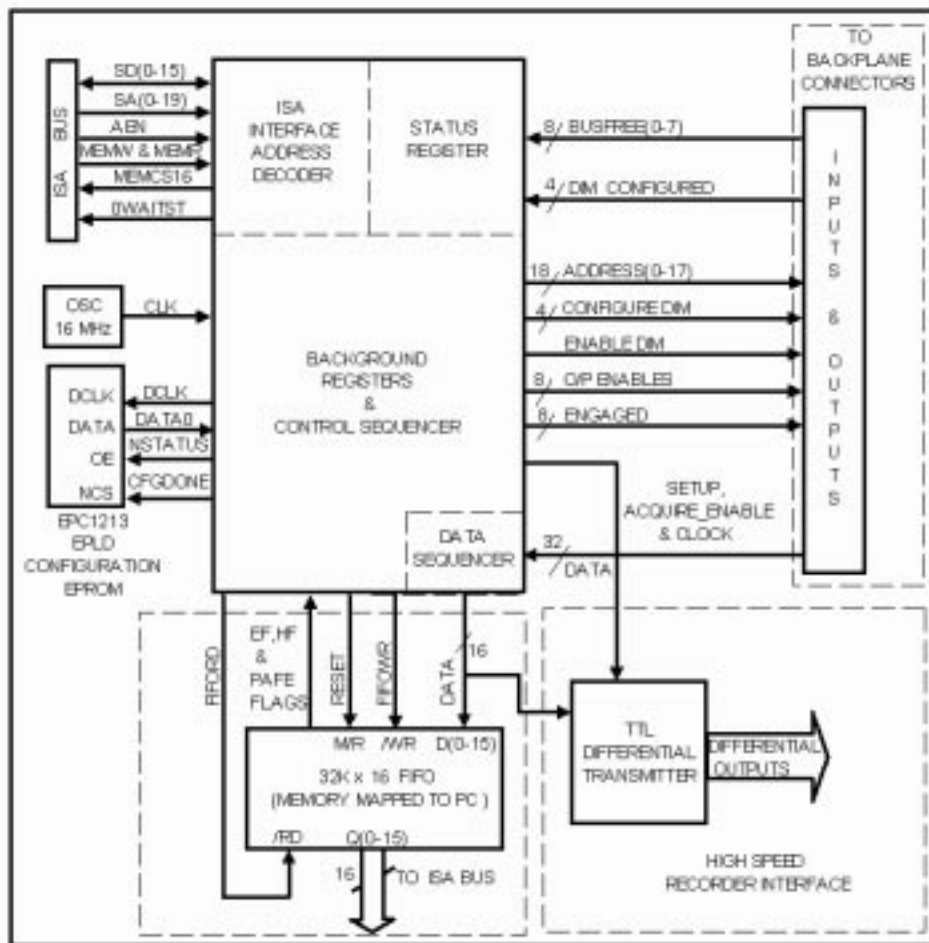 TO
BACKPLANE
CONNECTORS
ISA BUS
SD(0-15)
SA(0-19)
AEN
MEMW & MEMR
MEMCS16
0WAITST
ISA
INTERFACE
ADDRESS
DECODER
STATUS
REGISTER
8 BUSFREE(0-7)
4 DIM CONFIGURED
18 ADDRESS(0-17)
4 CONFIGURE DIM
ENABLE DIM
8 O/P ENABLES
8 ENGAGED
INPUTS & OUTPUTS
OSC
16 MHz
CLK
BACKGROUND
REGISTERS
&
CONTROL SEQUENCER
DCLK
DATA
OE
NCS
DCLK
DATA0
NSTATUS
CFGDONE
EPC1213
EPLD
CONFIGURATION
EPROM
SETUP,
ACQUIRE_ENABLE
& CLOCK
DATA
SEQUENCER
32
DATA
FIFORD
EF,HF
&
PAFE
FLAGS
RESET
FIFOWR
DATA
16
M/R /WR D(0-15)
32K x 16 FIFO
(MEMORY MAPPED TO PC )
/RD Q(0-15)
16
TO ISA BUS
TTL
DIFFERENTIAL
TRANSMITTER
DIFFERENTIAL
OUTPUTS
HIGH SPEED
RECORDER INTERFACE